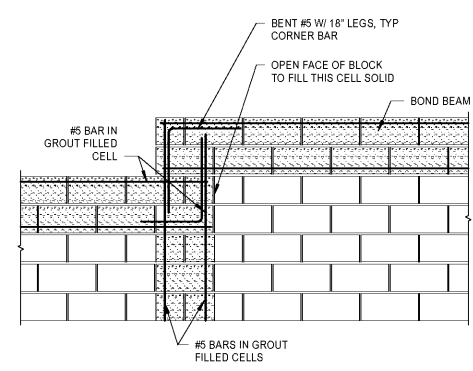 BENT #5 W/ 18" LEGS, TYP
CORNER BAR
OPEN FACE OF BLOCK
TO FILL THIS CELL SOLID
BOND BEAM
#5 BAR IN
GROUT FILLED
CELL
#5 BARS IN GROUT
FILLED CELLS